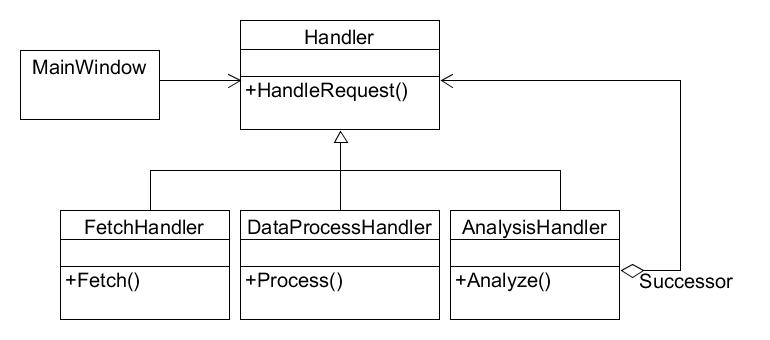 Handler
MainWindow
+HandleRequest()
FetchHandler
DataProcessHandler
AnalysisHandler
+Fetch()
+Process()
+Analyze()
Successor